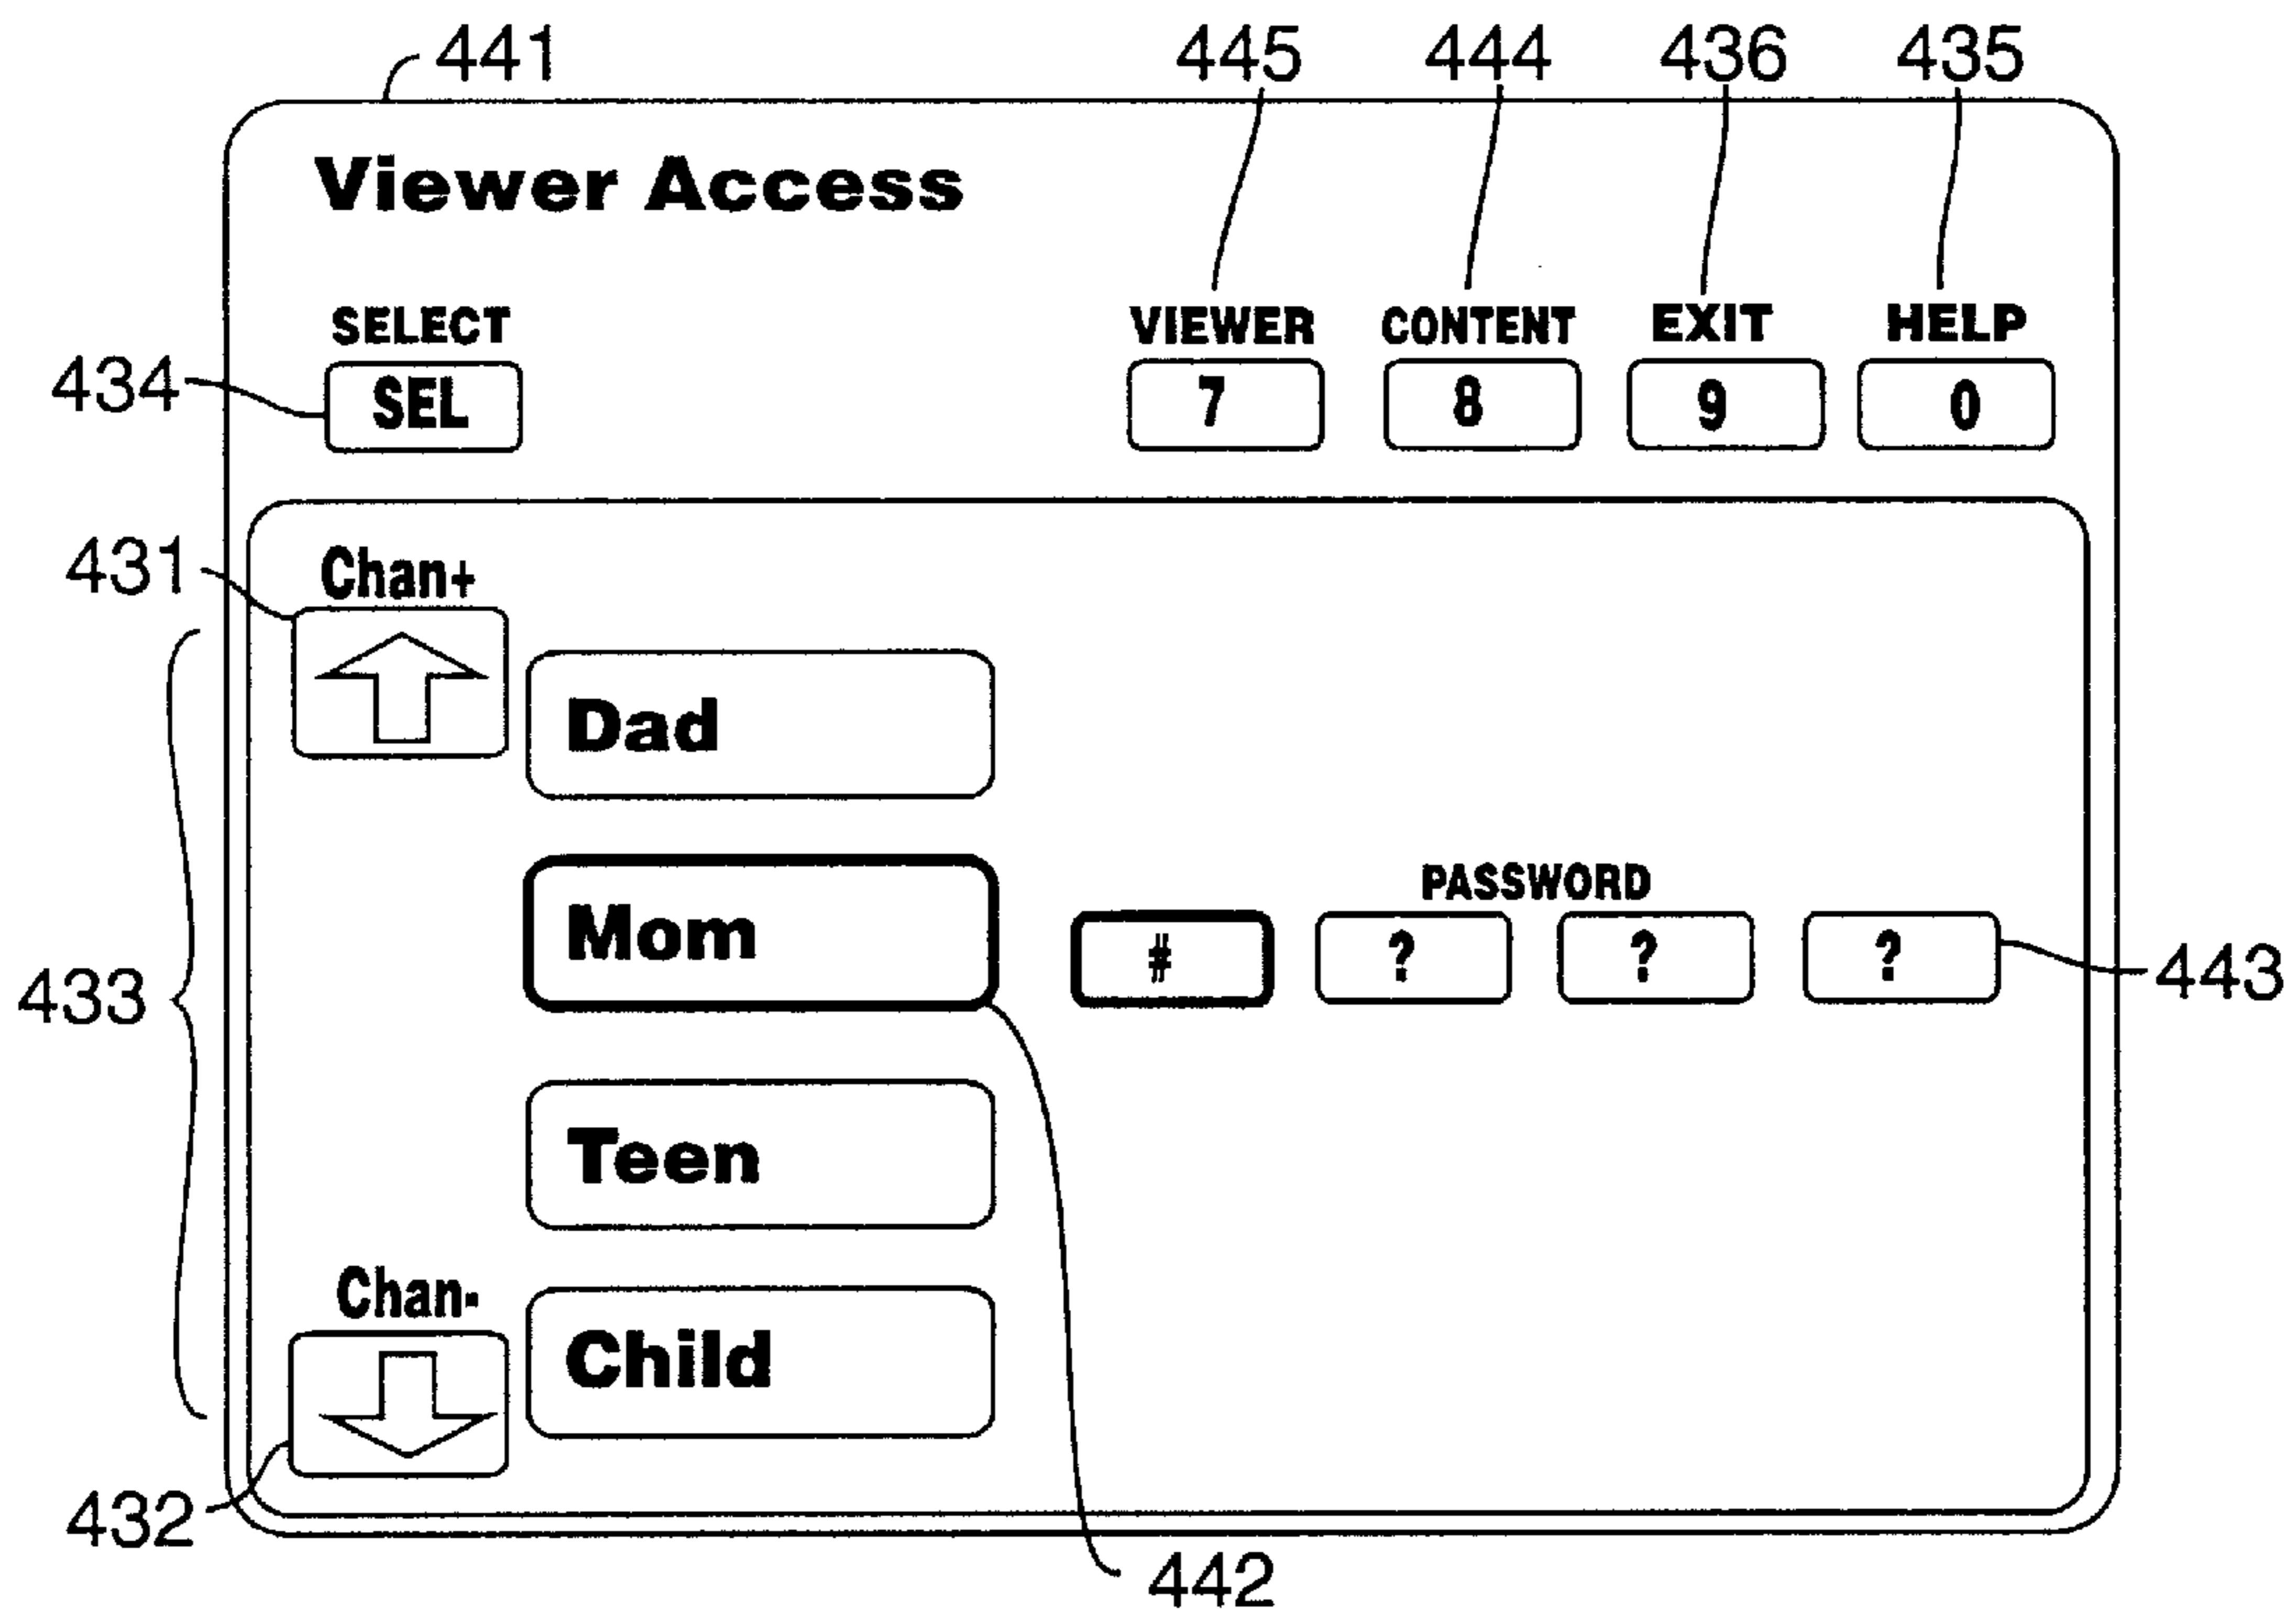 441 445 444 436 435
Viewer Access
SELECT VIEWER CONTENT EXIT HELP
434 SEL 7 8 9 0
431 Chan+
Dad
PASSWORD
433 Mom # ? ? ? 443
Teen
Chan-
Child
432
442